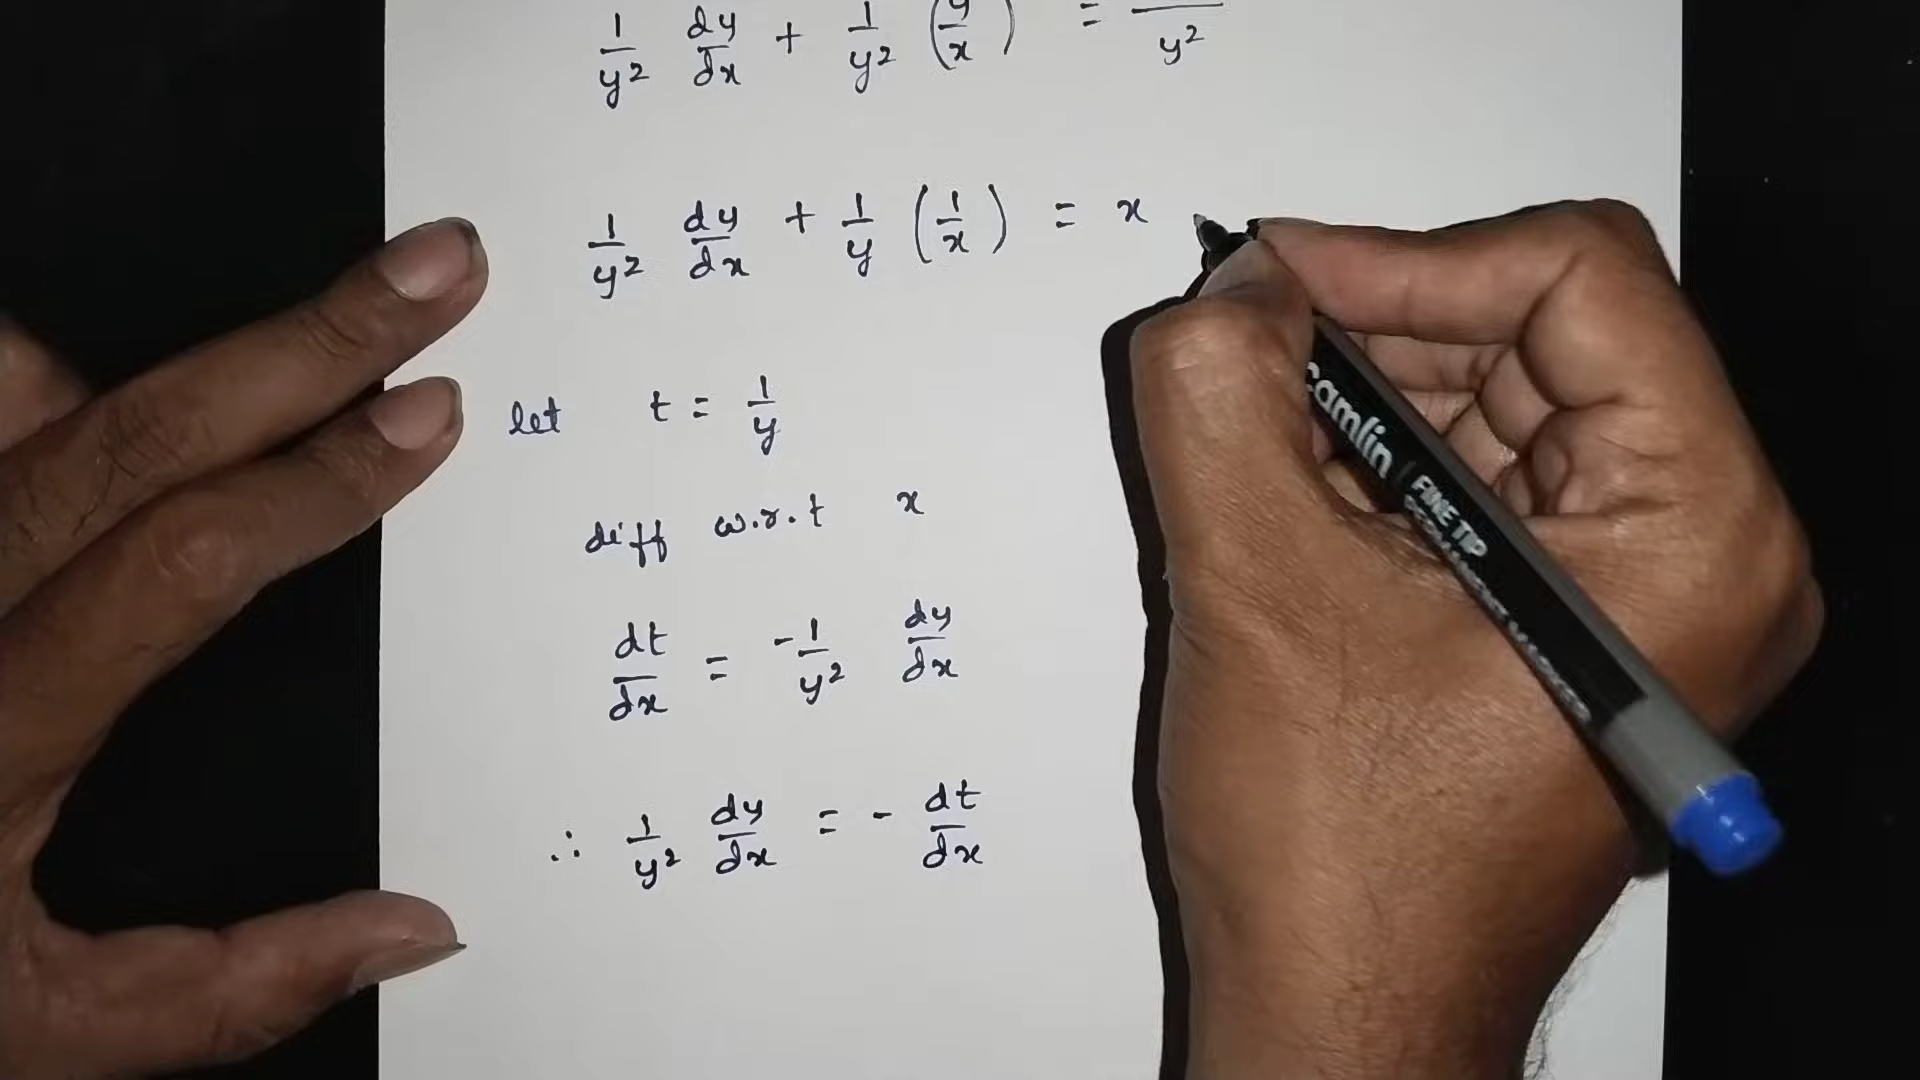 1/y² dy/dx + 1/y² (y/x) = /y²
1/y² dy/dx + 1/y (1/x) = x
let t = 1/y
diff w.r.t x
dt/dx = -1/y² dy/dx
∴ 1/y² dy/dx = - dt/dx
camlin
FINE TIP